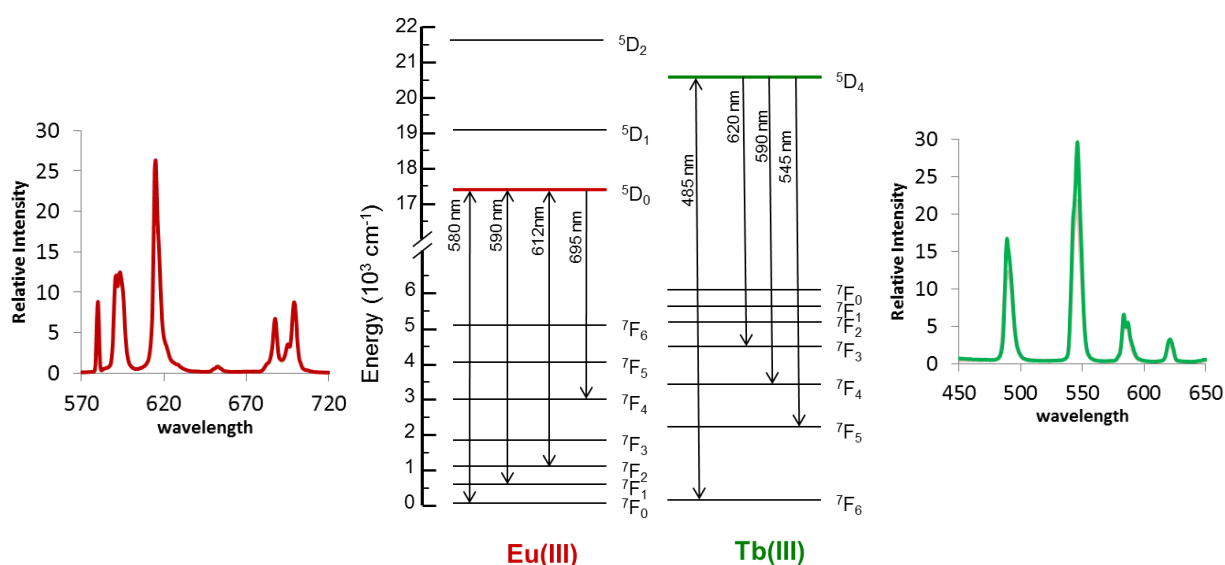 30
25
20
15
10
5
0
570 620 670 720
wavelength
Relative Intensity
Energy (10³ cm⁻¹)
22
21
20
19
18
17
6
5
4
3
2
1
0
⁵D₂
⁵D₁
⁵D₀
580 nm
590 nm
612nm
695 nm
⁷F₆
⁷F₅
⁷F₄
⁷F₃
⁷F₂
⁷F₁
⁷F₀
Eu(III)
⁵D₄
485 nm
620 nm
590 nm
545 nm
⁷F₀
⁷F₁
⁷F₂
⁷F₃
⁷F₄
⁷F₅
⁷F₆
Tb(III)
30
25
20
15
10
5
0
450 500 550 600 650
wavelength
Relative Intensity